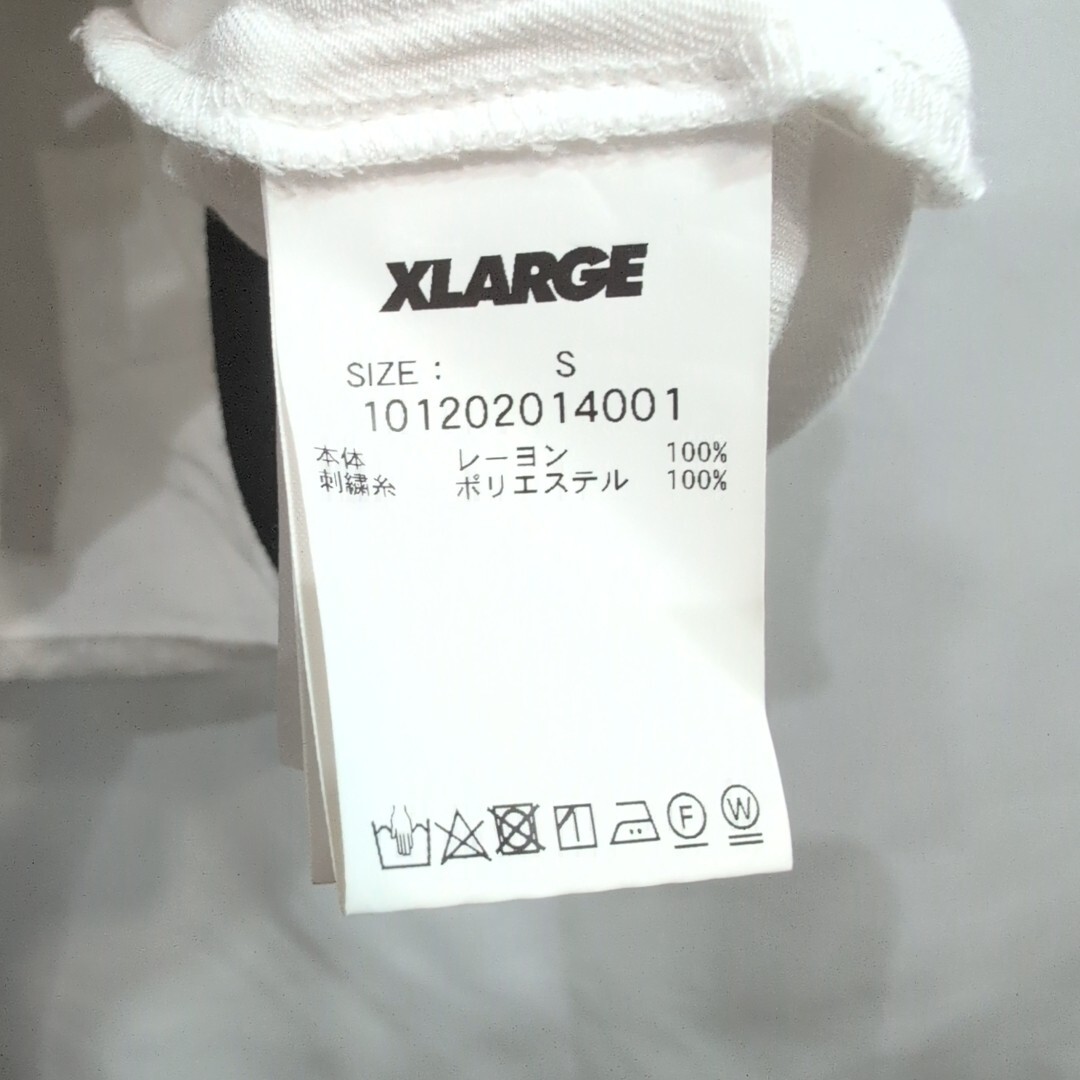 XLARGE
SIZE : S
101202014001
本体 レーヨン 100%
刺繍糸 ポリエステル 100%
F W